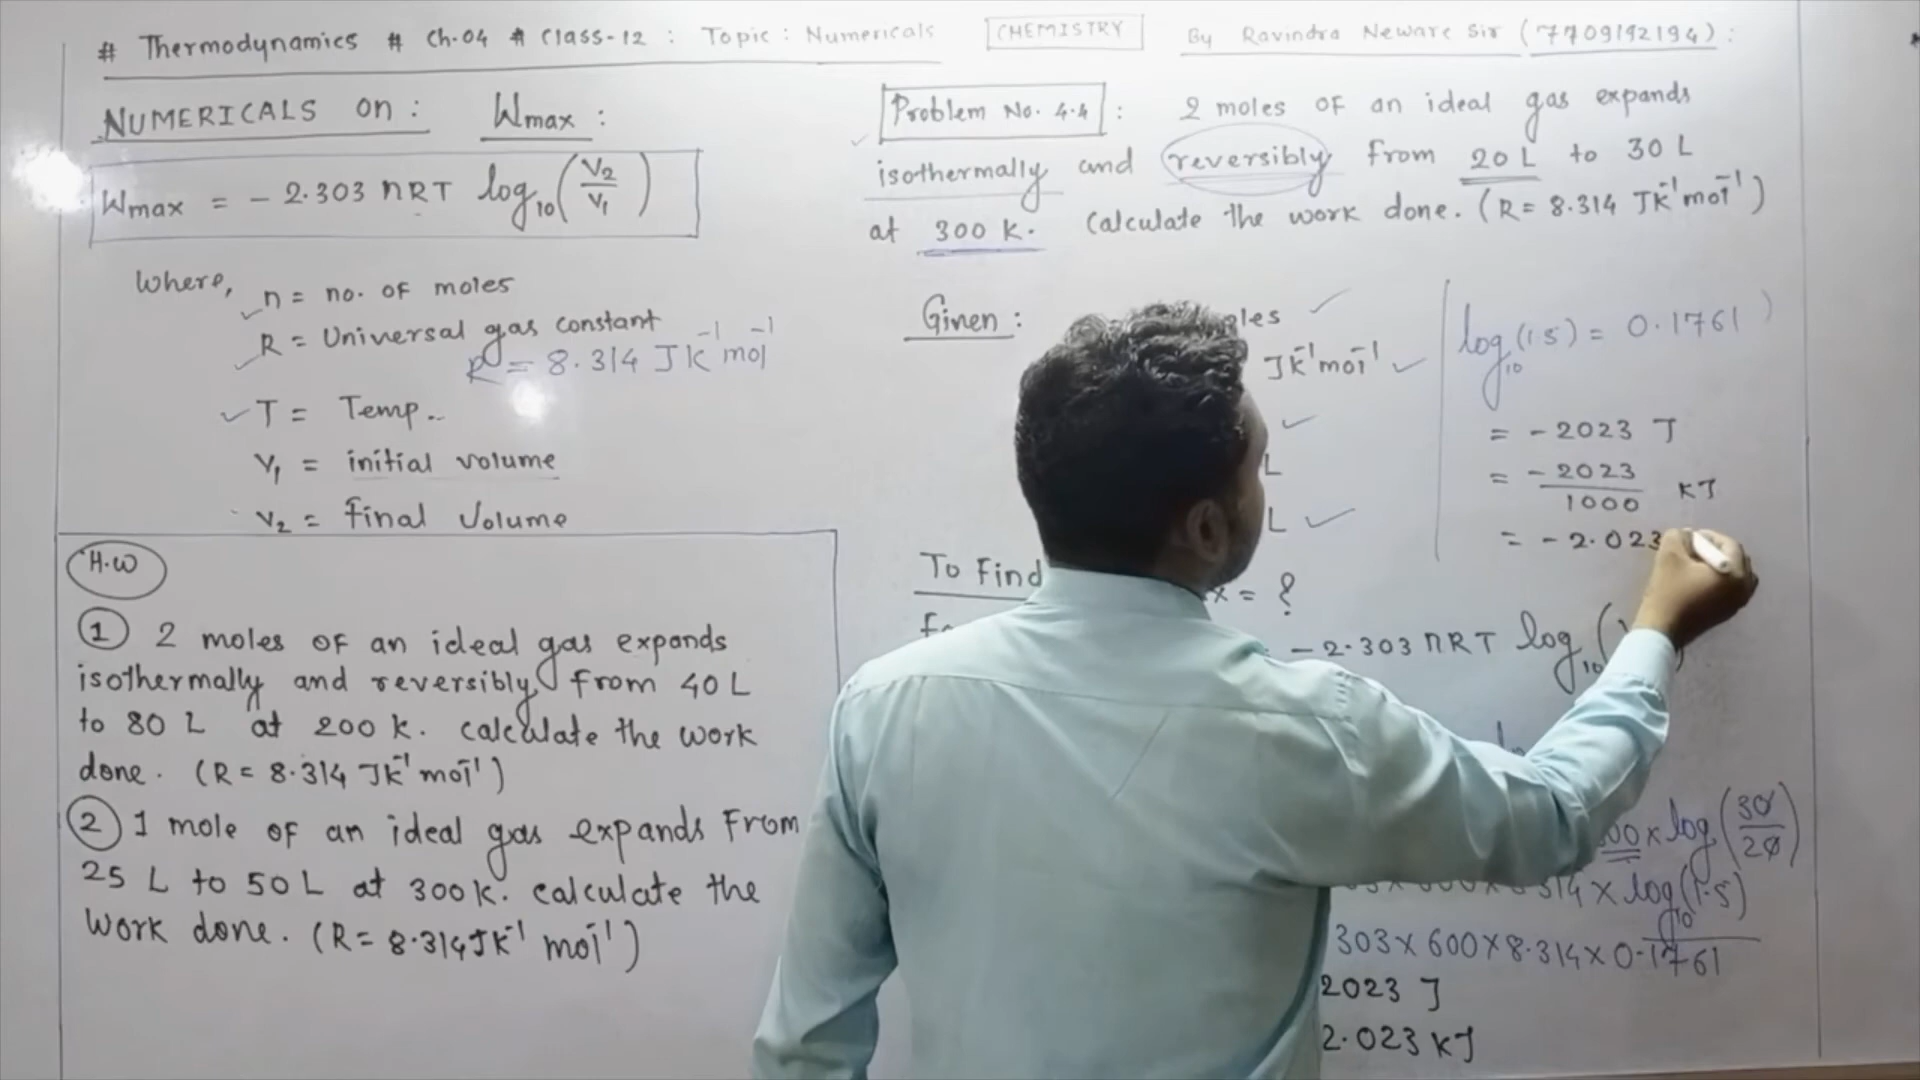 # Thermodynamics # Ch.04 # Class-12 : Topic : Numericals
CHEMISTRY
By Ravindra Neware Sir (7709192194) :
NUMERICALS on : Wmax :
Wmax = - 2.303 nRT log₁₀ (V₂/V₁)
Where,
n = no. of moles
R = Universal gas constant
R = 8.314 JK⁻¹ mol⁻¹
T = Temp..
V₁ = initial volume
V₂ = final Volume
H.W
① 2 moles of an ideal gas expands
isothermally and reversibly from 40 L
to 80 L at 200 K. calculate the work
done. (R = 8.314 JK⁻¹ mol⁻¹)
② 1 mole of an ideal gas expands From
25 L to 50 L at 300 K. calculate the
work done. (R = 8.314 JK⁻¹ mol⁻¹)
Problem No. 4.4 : 2 moles of an ideal gas expands
isothermally and reversibly from 20 L to 30 L
at 300 K. Calculate the work done. (R = 8.314 JK⁻¹ mol⁻¹)
Given :
JK⁻¹ mol⁻¹
L
L
To Find
= ?
- 2.303 nRT log₁₀ (
log (30/20)
314 × log₁₀ (1.5)
303 × 600 × 8.314 × 0.1761
2023 J
2.023 KJ
log₁₀ (1.5) = 0.1761
= - 2023 J
= - 2023/1000 KJ
= - 2.023